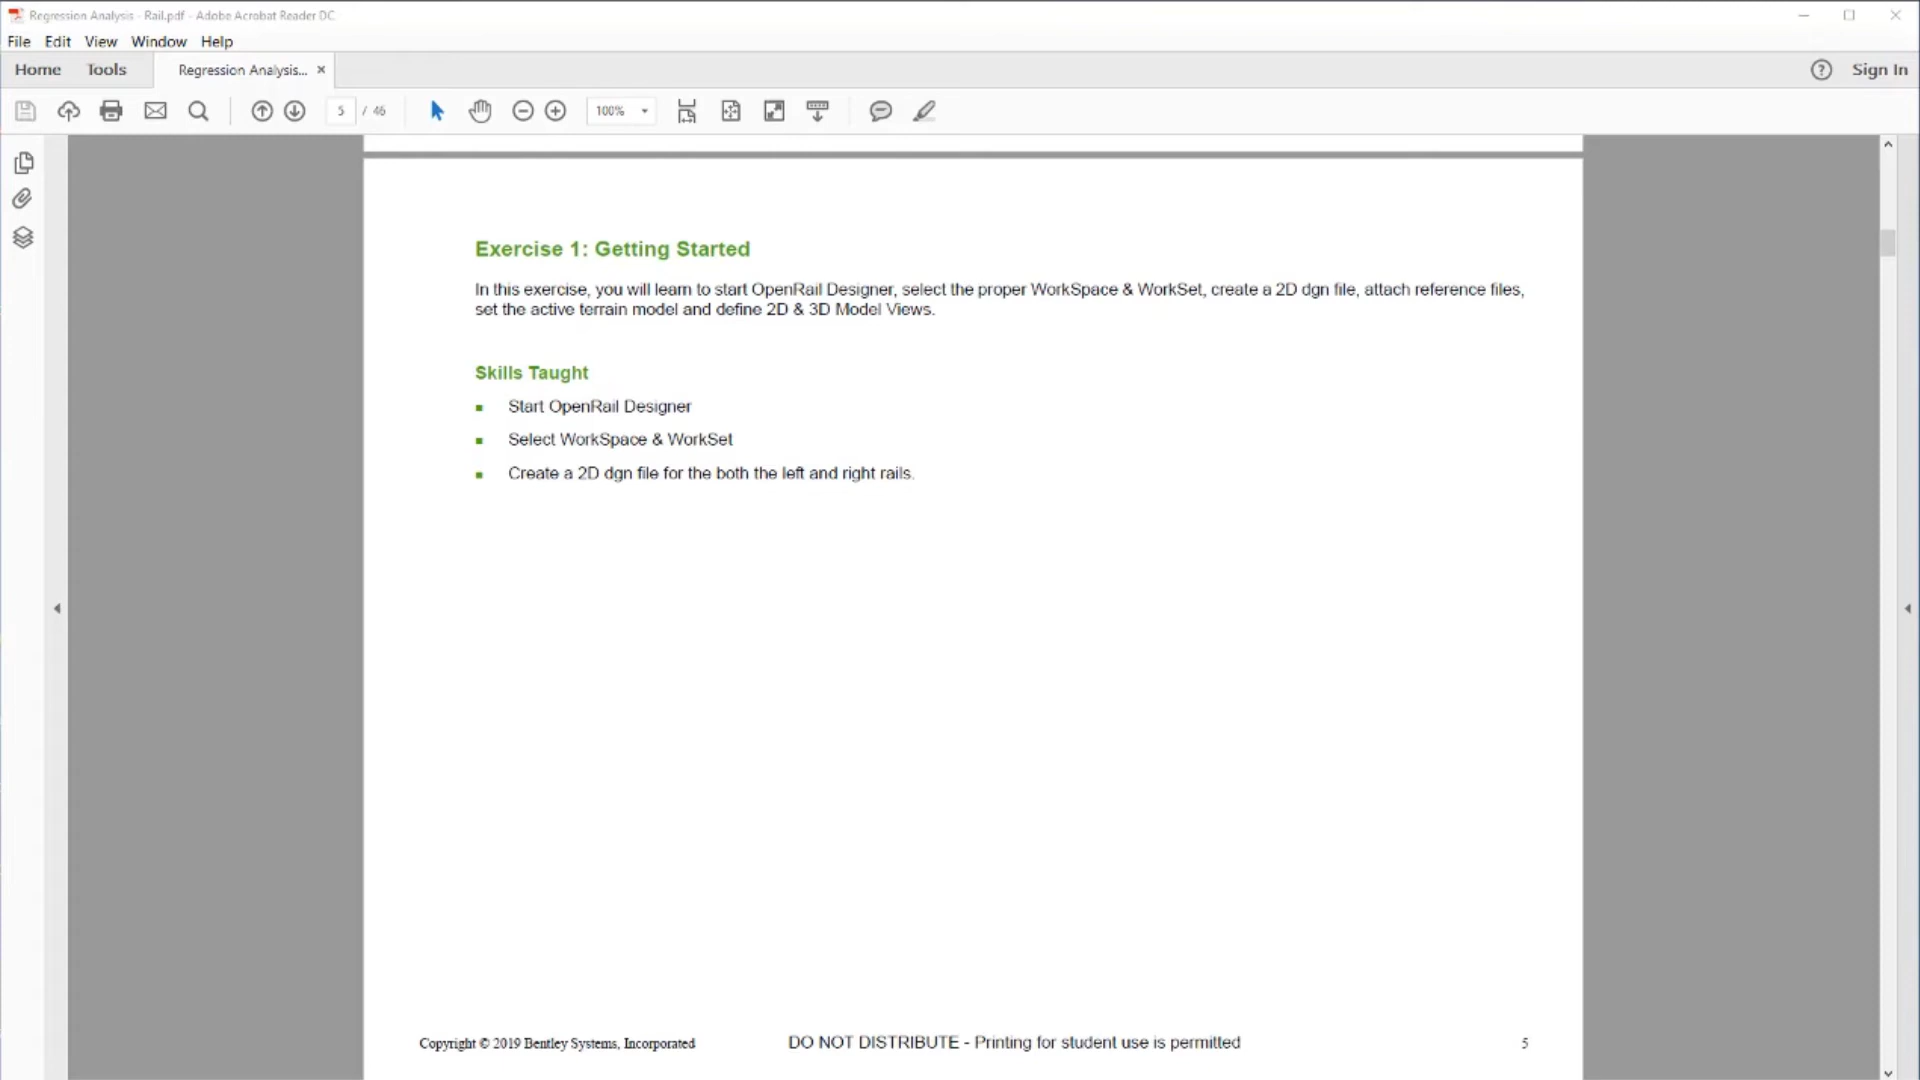 Regression Analysis - Rail.pdf - Adobe Acrobat Reader DC
File Edit View Window Help
Home Tools Regression Analysis... × Sign In
5 / 46 100%
Exercise 1: Getting Started
In this exercise, you will learn to start OpenRail Designer, select the proper WorkSpace & WorkSet, create a 2D dgn file, attach reference files,
set the active terrain model and define 2D & 3D Model Views.
Skills Taught
Start OpenRail Designer
Select WorkSpace & WorkSet
Create a 2D dgn file for the both the left and right rails.
Copyright © 2019 Bentley Systems, Incorporated DO NOT DISTRIBUTE - Printing for student use is permitted 5